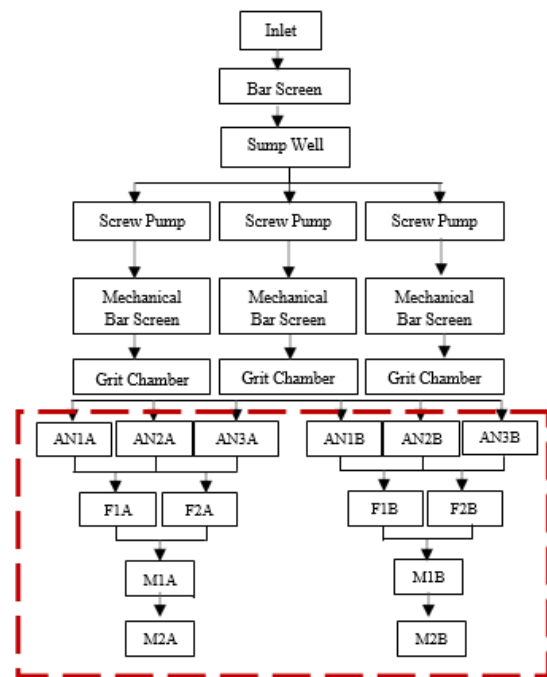 Inlet
Bar Screen
Sump Well
Screw Pump
Screw Pump
Screw Pump
Mechanical
Bar Screen
Mechanical
Bar Screen
Mechanical
Bar Screen
Grit Chamber
Grit Chamber
Grit Chamber
AN1A
AN2A
AN3A
AN1B
AN2B
AN3B
F1A
F2A
F1B
F2B
M1A
M1B
M2A
M2B